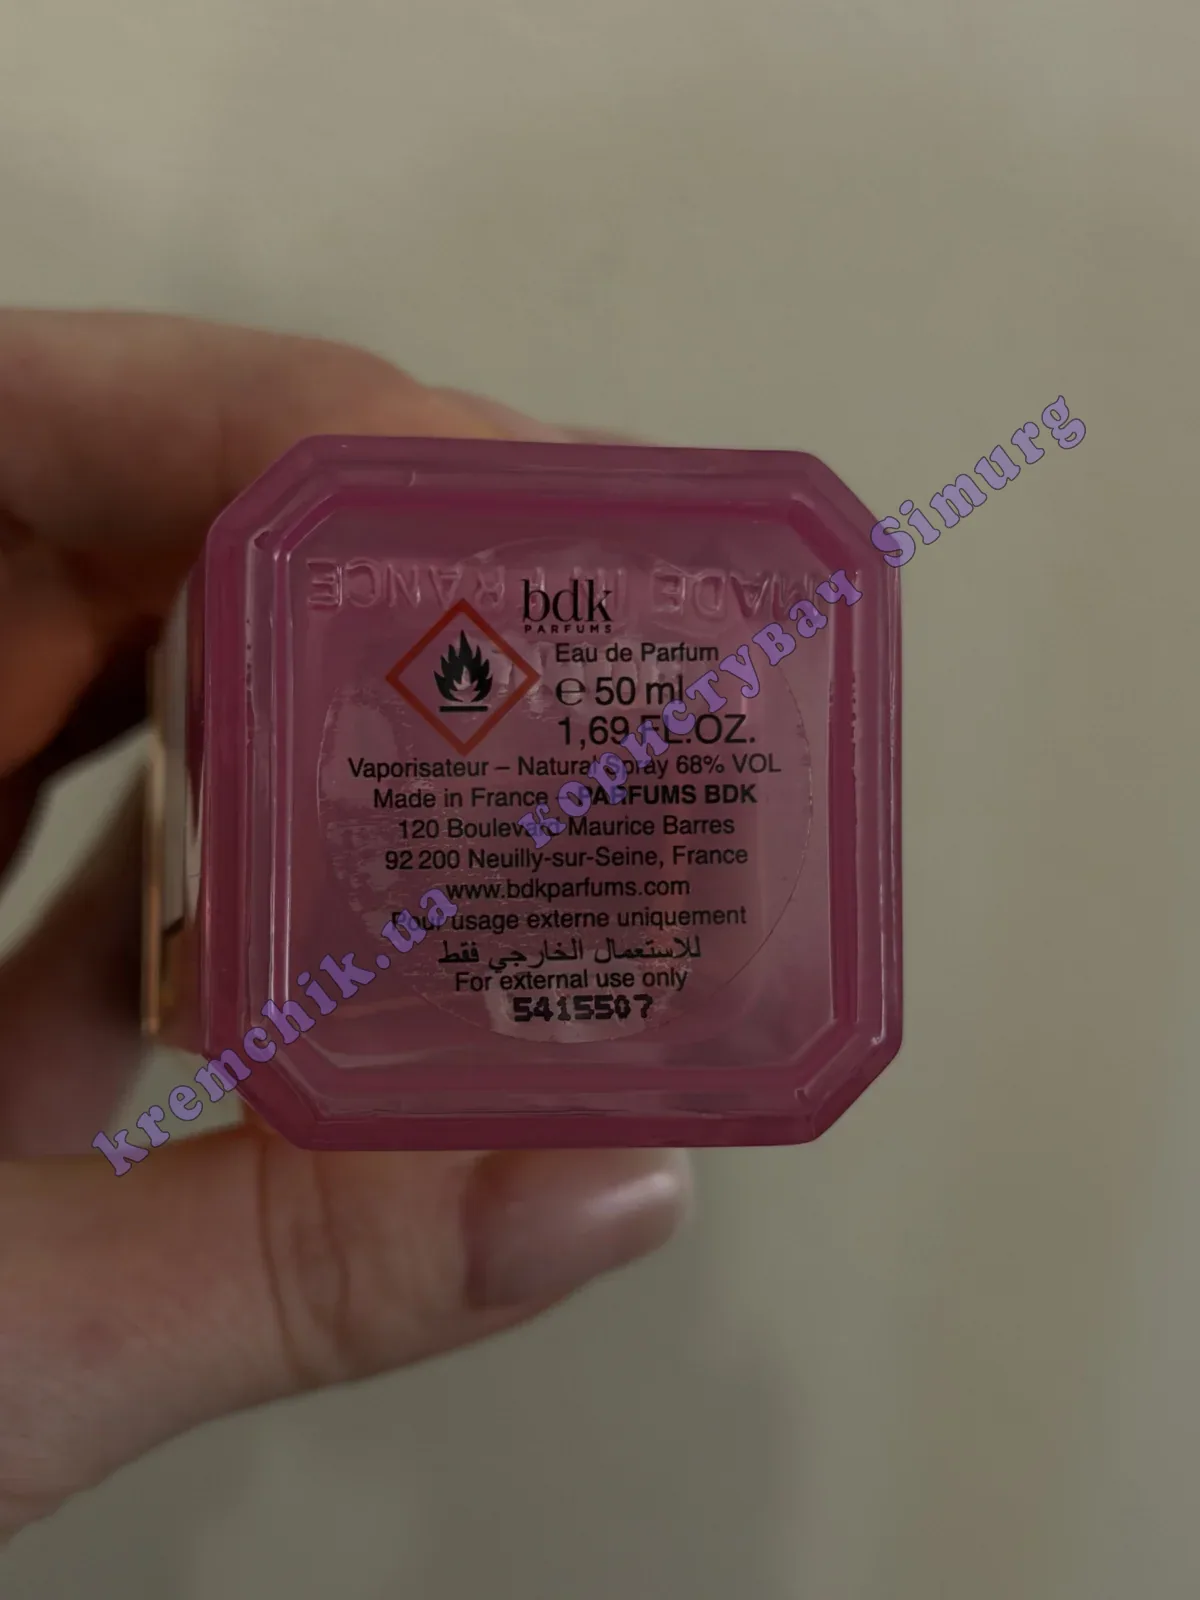 MADE IN FRANCE
bdk
PARFUMS
Eau de Parfum
℮ 50 ml
1,69 FL.OZ.
Vaporisateur – Natural Spray 68% VOL
Made in France – PARFUMS BDK
120 Boulevard Maurice Barres
92 200 Neuilly-sur-Seine, France
www.bdkparfums.com
Pour usage externe uniquement
للاستعمال الخارجي فقط
For external use only
5415507
kremchik.ua користувач Simurg